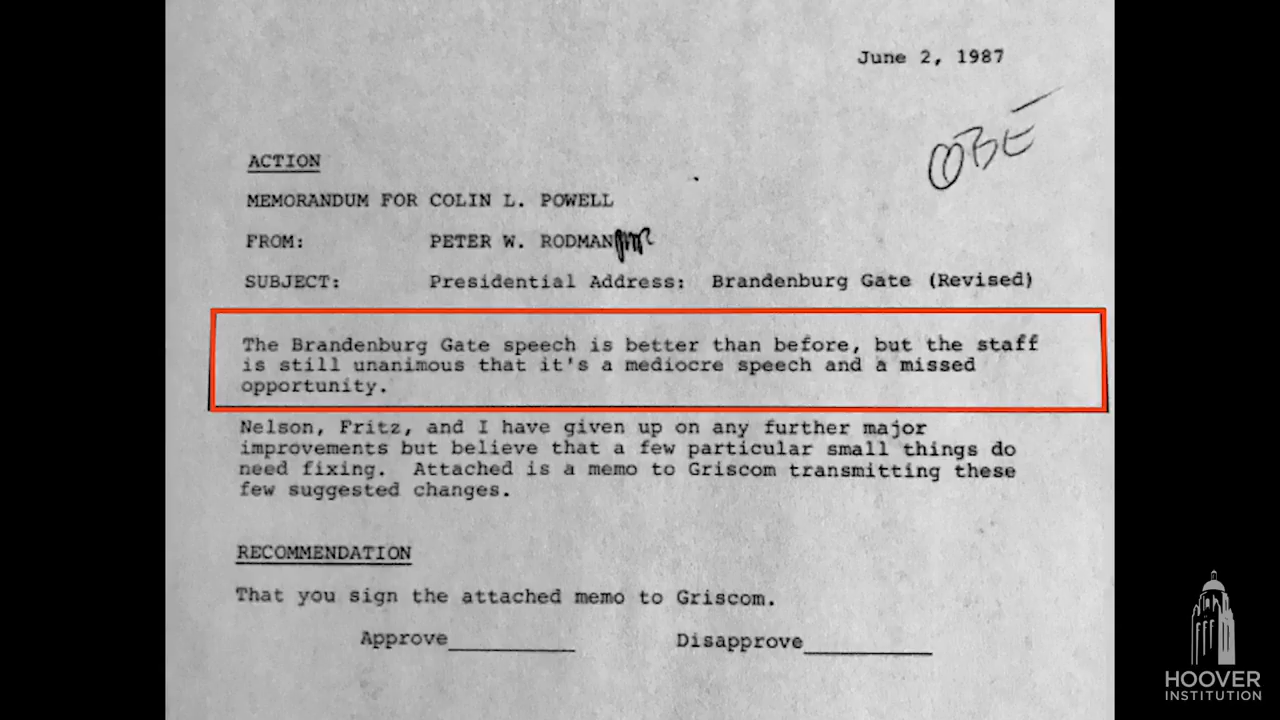 June 2, 1987
OBE
ACTION
MEMORANDUM FOR COLIN L. POWELL
FROM: PETER W. RODMAN
SUBJECT: Presidential Address: Brandenburg Gate (Revised)
The Brandenburg Gate speech is better than before, but the staff
is still unanimous that it's a mediocre speech and a missed
opportunity.
Nelson, Fritz, and I have given up on any further major
improvements but believe that a few particular small things do
need fixing. Attached is a memo to Griscom transmitting these
few suggested changes.
RECOMMENDATION
That you sign the attached memo to Griscom.
Approve__________ Disapprove__________
HOOVER
INSTITUTION